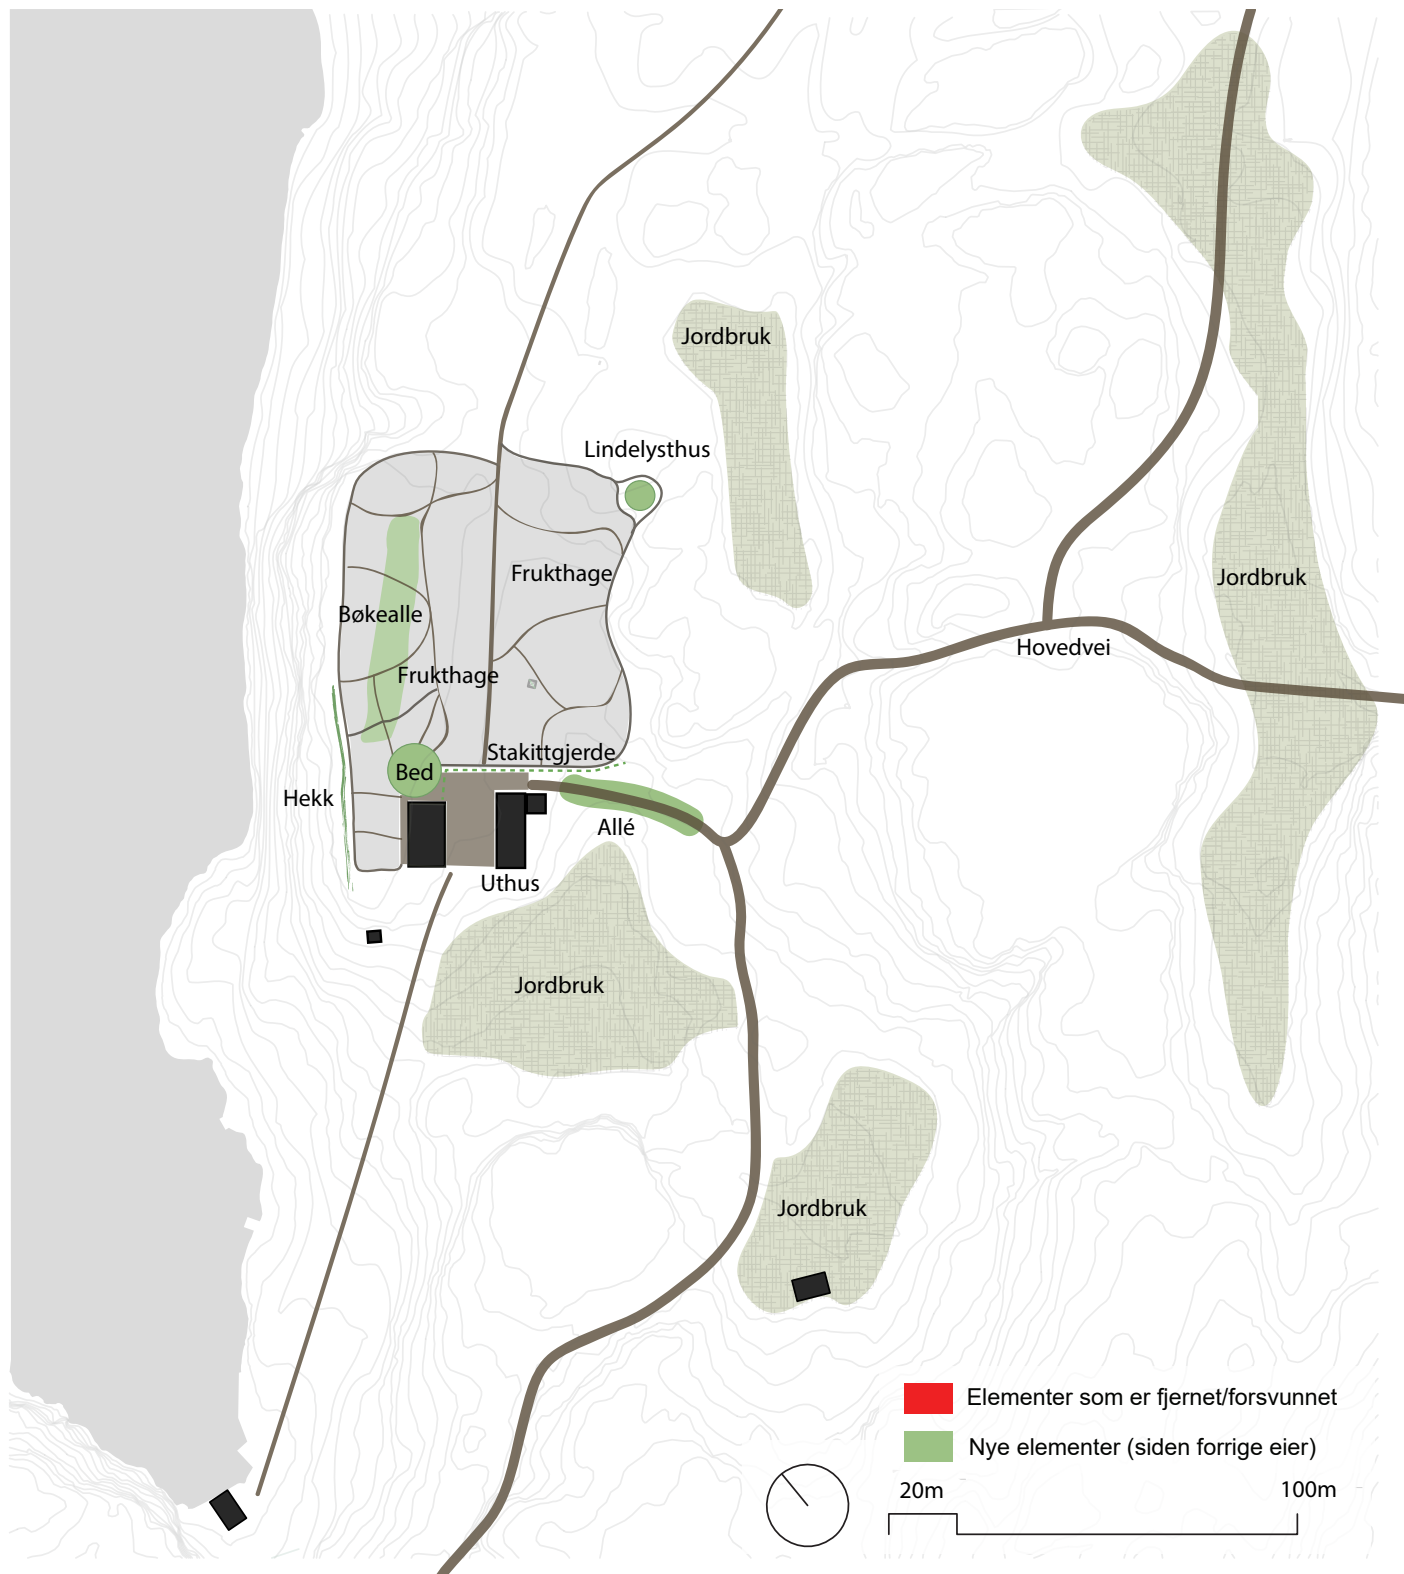 Jordbruk
Lindelysthus
Frukthage
Jordbruk
Bøkealle
Hovedvei
Frukthage
Stakittgjerde
Bed
Hekk
Allé
Uthus
Jordbruk
Jordbruk
Elementer som er fjernet/forsvunnet
Nye elementer (siden forrige eier)
20m
100m